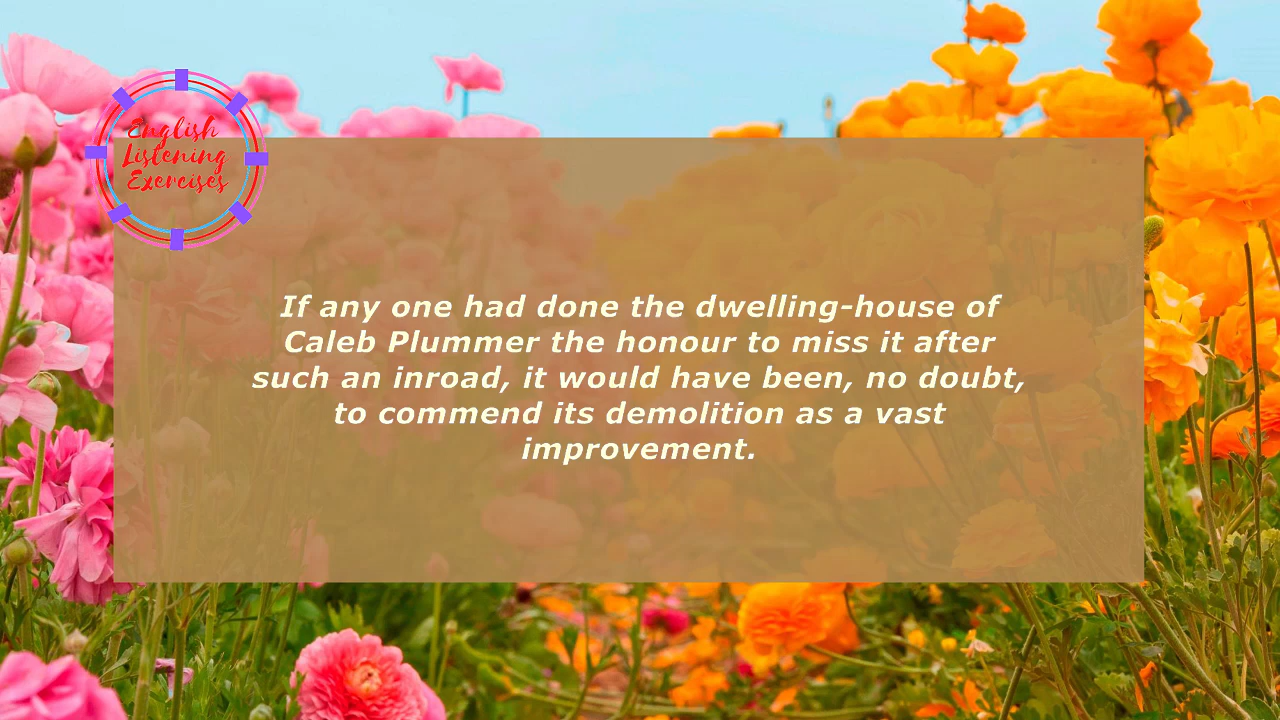 English
Listening
Exercises
If any one had done the dwelling-house of
Caleb Plummer the honour to miss it after
such an inroad, it would have been, no doubt,
to commend its demolition as a vast
improvement.